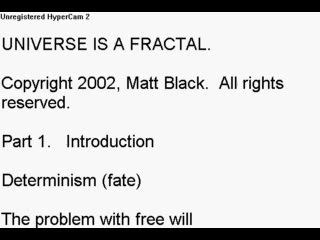 Unregistered HyperCam 2
UNIVERSE IS A FRACTAL.
Copyright 2002, Matt Black.  All rights
reserved.
Part 1.   Introduction
Determinism (fate)
The problem with free will